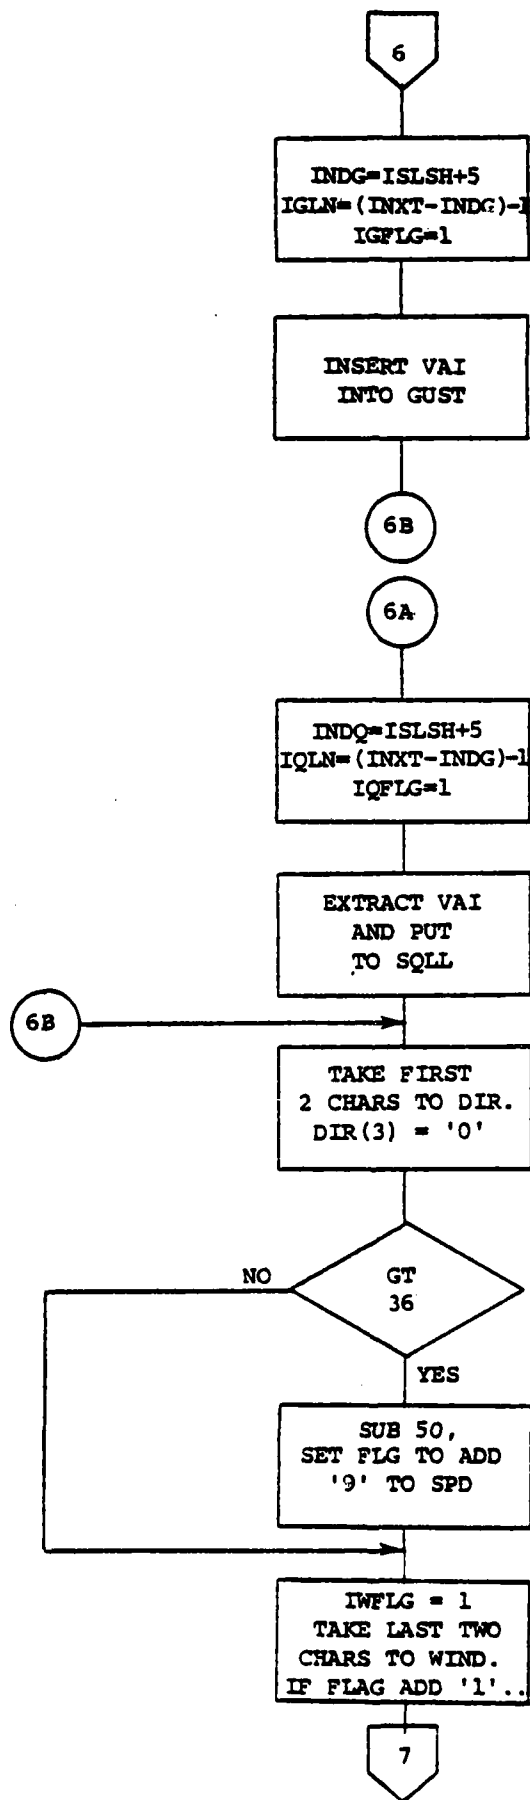 6
INDG=ISLSH+5
IGLN=(INXT-INDG)-1
IGFLG=1
INSERT VAI
INTO GUST
6B
6A
INDQ=ISLSH+5
IQLN=(INXT-INDG)-1
IQFLG=1
EXTRACT VAI
AND PUT
TO SQLL
6B
TAKE FIRST
2 CHARS TO DIR.
DIR(3) = '0'
NO
GT
36
YES
SUB 50,
SET FLG TO ADD
'9' TO SPD
IWFLG = 1
TAKE LAST TWO
CHARS TO WIND.
IF FLAG ADD '1'..
7